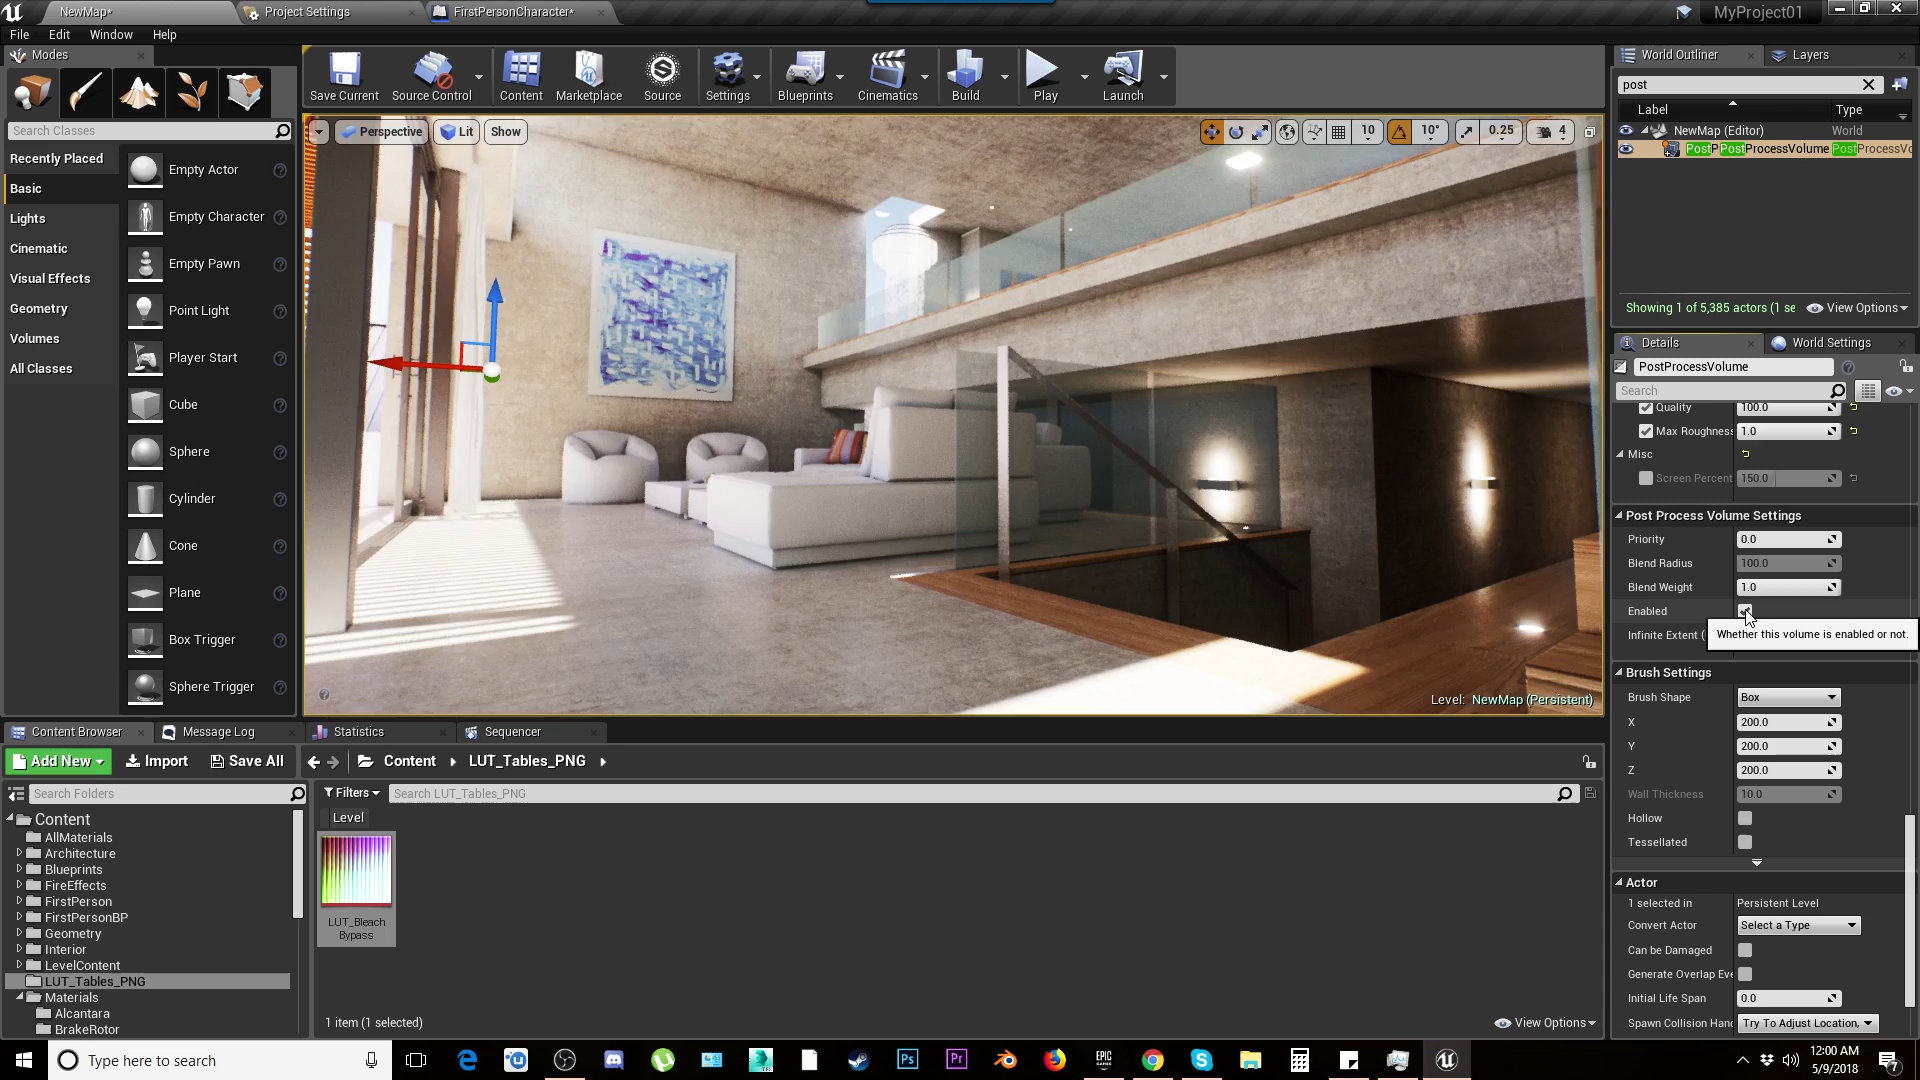 NewMap*
Project Settings
FirstPersonCharacter*
MyProject01
File Edit Window Help
Modes
Save Current
Source Control
Content
Marketplace
Source
Settings
Blueprints
Cinematics
Build
Play
Launch
Search Classes
Recently Placed
Basic
Lights
Cinematic
Visual Effects
Geometry
Volumes
All Classes
Empty Actor
Empty Character
Empty Pawn
Point Light
Player Start
Cube
Sphere
Cylinder
Cone
Plane
Box Trigger
Sphere Trigger
Perspective
Lit
Show
10
10°
0.25
4
Level: NewMap (Persistent)
World Outliner
Layers
post
Label Type
NewMap (Editor) World
PostPPostProcessVolume PostProcessVo
Showing 1 of 5,385 actors (1 se
View Options
Details
World Settings
PostProcessVolume
Search
Quality 100.0
Max Roughness 1.0
Misc
Screen Percent 150.0
Post Process Volume Settings
Priority 0.0
Blend Radius 100.0
Blend Weight 1.0
Enabled
Infinite Extent (
Whether this volume is enabled or not.
Brush Settings
Brush Shape Box
X 200.0
Y 200.0
Z 200.0
Wall Thickness 10.0
Hollow
Tessellated
Actor
1 selected in Persistent Level
Convert Actor Select a Type
Can be Damaged
Generate Overlap Eve
Initial Life Span 0.0
Spawn Collision Hand Try To Adjust Location,
Content Browser
Message Log
Statistics
Sequencer
Add New
Import
Save All
Content
LUT_Tables_PNG
Search Folders
Filters
Search LUT_Tables_PNG
Level
Content
AllMaterials
Architecture
Blueprints
FireEffects
FirstPerson
FirstPersonBP
Geometry
Interior
LevelContent
LUT_Tables_PNG
Materials
Alcantara
BrakeRotor
LUT_Bleach
Bypass
1 item (1 selected)
View Options
Type here to search
Ps
Pr
EPIC
GAMES
12:00 AM
5/9/2018
7